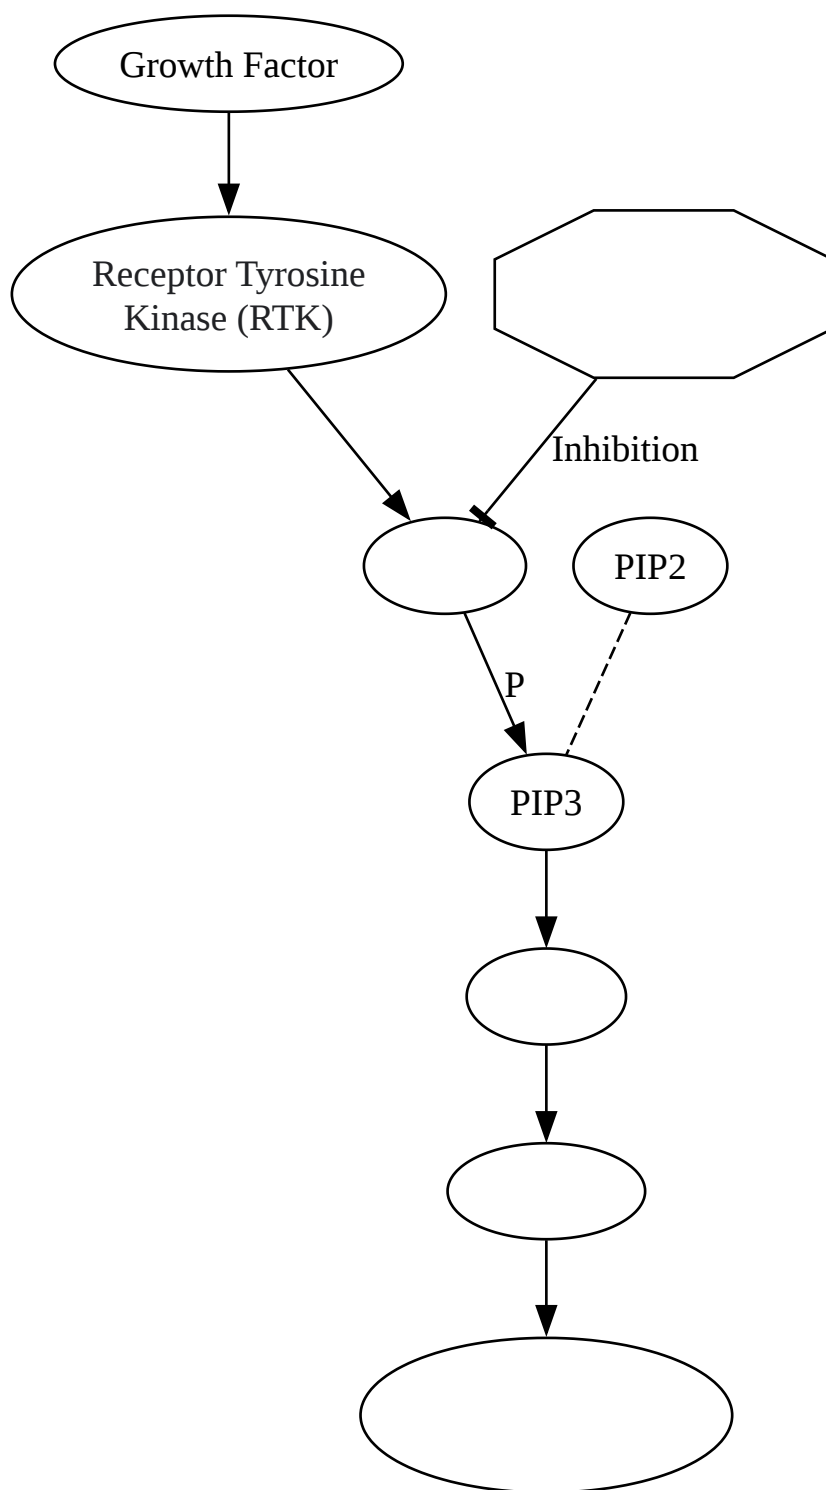 Growth Factor
Receptor Tyrosine
Kinase (RTK)
Inhibition
PIP2
P
PIP3